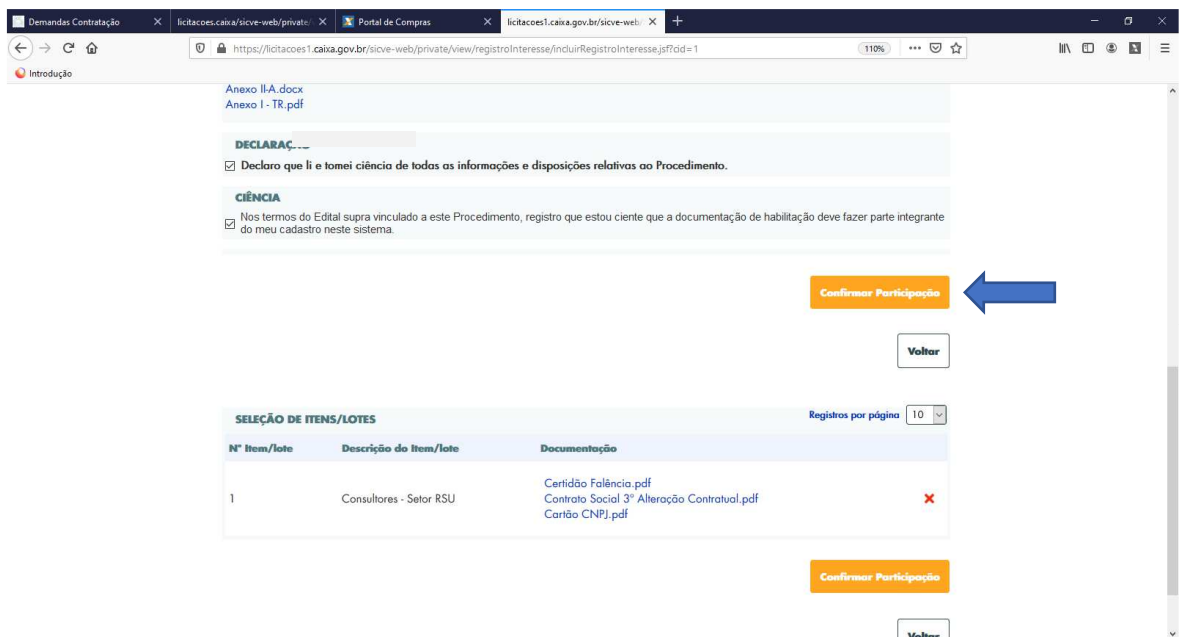 Demandas Contratação
licitacoes.caixa/sicve-web/private/
Portal de Compras
licitacoes1.caixa.gov.br/sicve-web/
https://licitacoes1.caixa.gov.br/sicve-web/private/view/registroInteresse/incluirRegistroInteresse.jsf?cid=1
110%
Introdução
Anexo II-A.docx
Anexo I - TR.pdf
Declaro que li e tomei ciência de todas as informações e disposições relativas ao Procedimento.
CIÊNCIA
Nos termos do Edital supra vinculado a este Procedimento, registro que estou ciente que a documentação de habilitação deve fazer parte integrante
do meu cadastro neste sistema.
Confirmar Participação
Voltar
SELEÇÃO DE ITENS/LOTES
Registros por página 10
N° Item/lote Descrição do Item/lote Documentação
Certidão Falência.pdf
1 Consultores - Setor RSU Contrato Social 3° Alteração Contratual.pdf
Cartão CNPJ.pdf
Confirmar Participação
Voltar